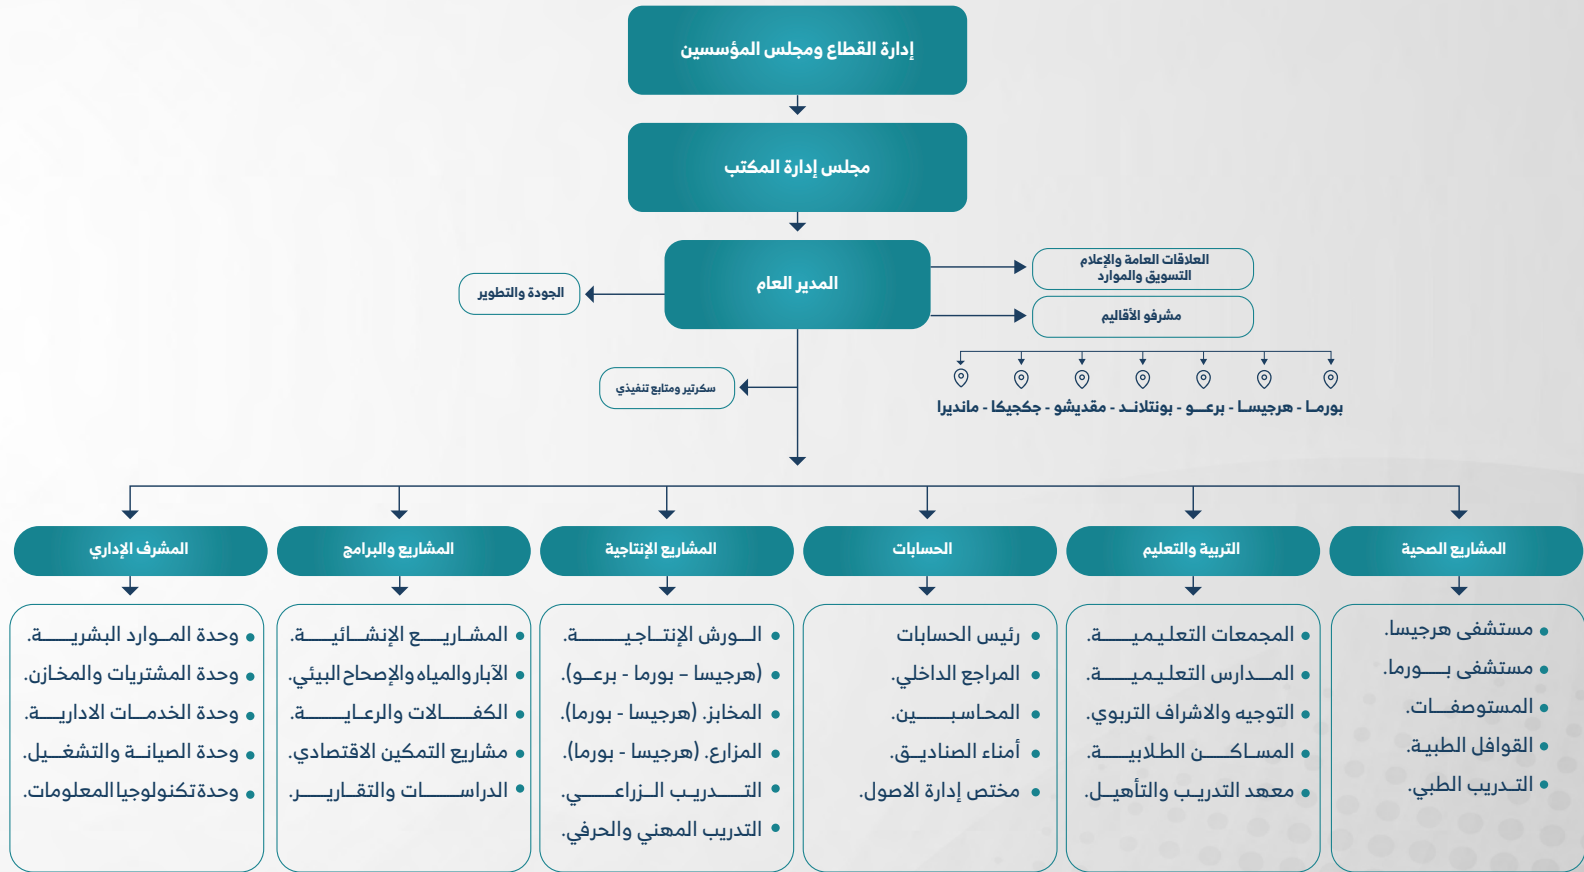 إدارة القطاع ومجلس المؤسسين
مجلس إدارة المكتب
المدير العام
العلاقات العامة والإعلام
التسويق والموارد
مشرفو الأقاليم
الجودة والتطوير
سكرتير ومتابع تنفيذي
بورما - هرجيسا - برعو - بونتلاند - مقديشو - جكجيكا - مانديرا
المشاريع الصحية
مستشفى هرجيسا.
مستشفى بورما.
المستوصفات.
القوافل الطبية.
التدريب الطبي.
التربية والتعليم
المجمعات التعليمية.
المدارس التعليمية.
التوجيه والاشراف التربوي.
المساكن الطلابية.
معهد التدريب والتأهيل.
الحسابات
رئيس الحسابات
المراجع الداخلي.
المحاسبين.
أمناء الصناديق.
مختص إدارة الاصول.
المشاريع الإنتاجية
الورش الإنتاجية.
(هرجيسا – بورما - برعو).
المخابز. (هرجيسا - بورما).
المزارع. (هرجيسا - بورما).
التدريب الزراعي.
التدريب المهني والحرفي.
المشاريع والبرامج
المشاريع الإنشائية.
الآبار والمياه والإصحاح البيئي.
الكفالات والرعاية.
مشاريع التمكين الاقتصادي.
الدراسات والتقارير.
المشرف الإداري
وحدة الموارد البشرية.
وحدة المشتريات والمخازن.
وحدة الخدمات الادارية.
وحدة الصيانة والتشغيل.
وحدة تكنولوجيا المعلومات.